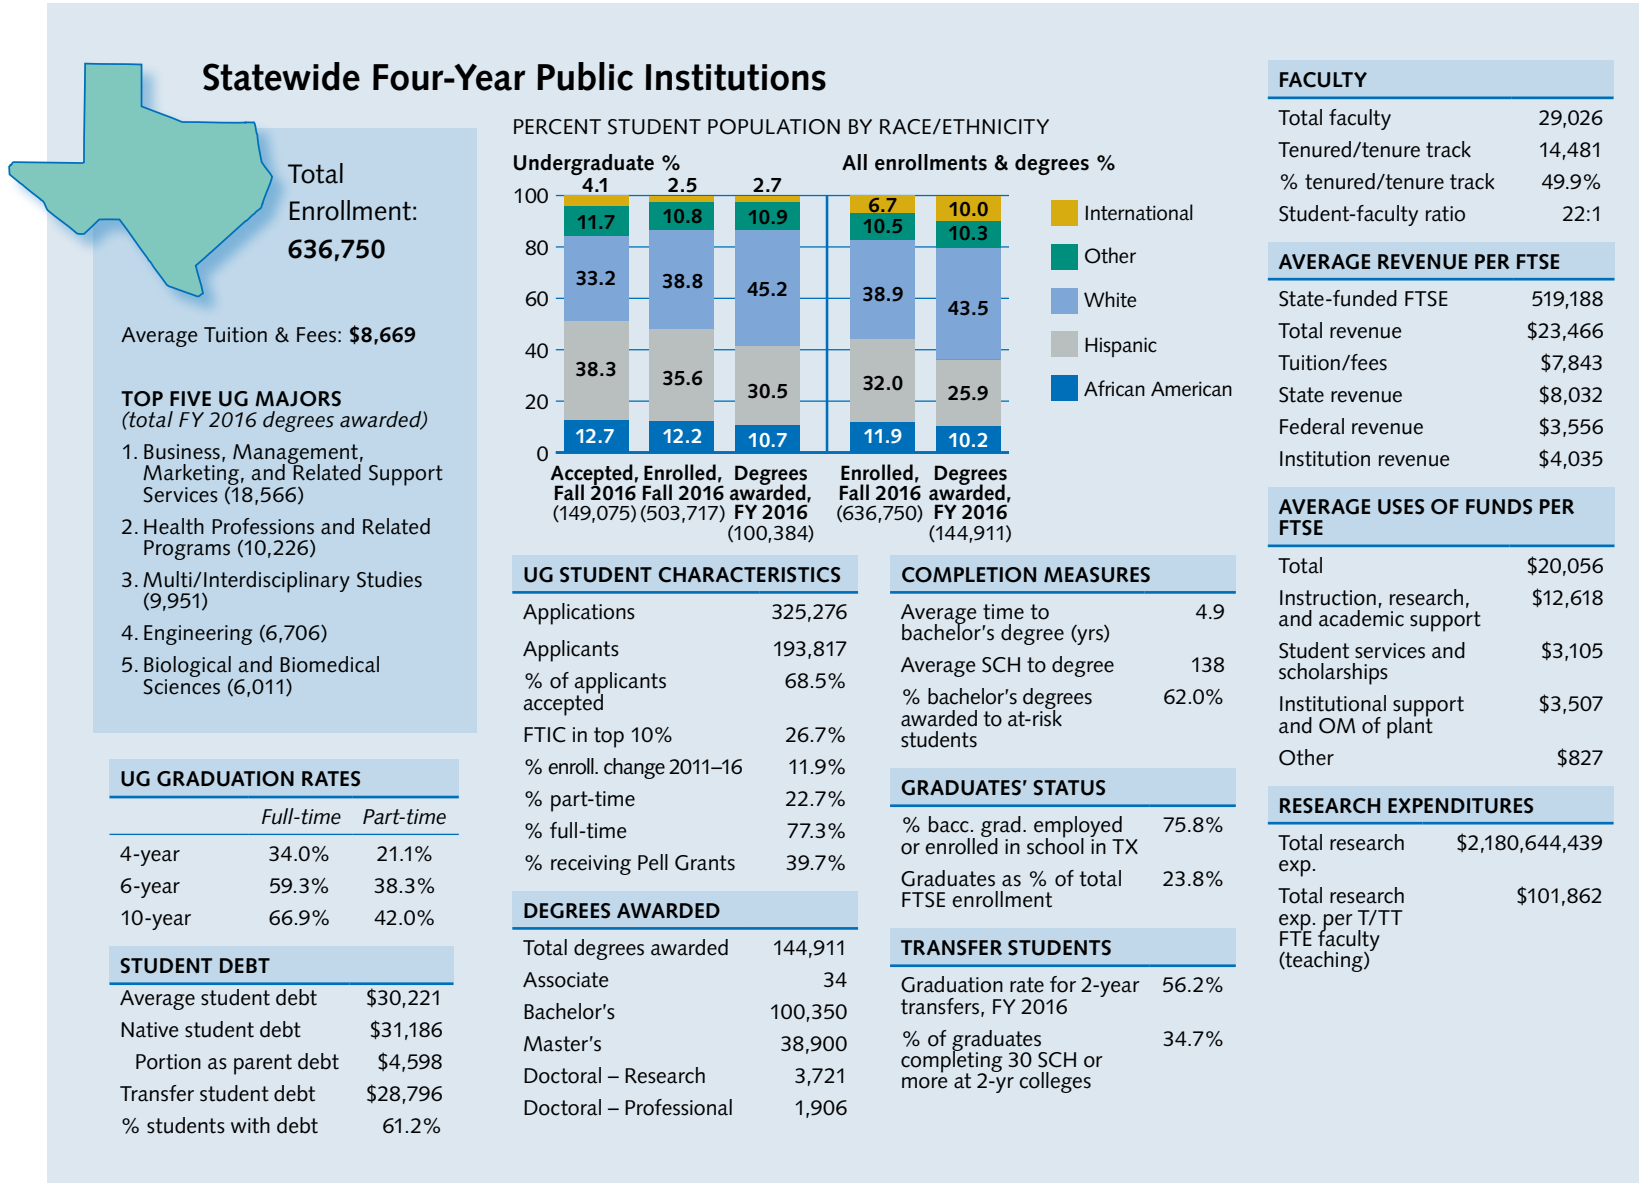 Statewide Four-Year Public Institutions
Total
Enrollment:
636,750
Average Tuition & Fees: $8,669
TOP FIVE UG MAJORS
(total FY 2016 degrees awarded)
1. Business, Management,
Marketing, and Related Support
Services (18,566)
2. Health Professions and Related
Programs (10,226)
3. Multi/Interdisciplinary Studies
(9,951)
4. Engineering (6,706)
5. Biological and Biomedical
Sciences (6,011)
UG GRADUATION RATES
Full-time Part-time
4-year 34.0% 21.1%
6-year 59.3% 38.3%
10-year 66.9% 42.0%
STUDENT DEBT
Average student debt $30,221
Native student debt $31,186
Portion as parent debt $4,598
Transfer student debt $28,796
% students with debt 61.2%
PERCENT STUDENT POPULATION BY RACE/ETHNICITY
Undergraduate % All enrollments & degrees %
4.1 2.5 2.7
100
6.7 10.0
11.7 10.8 10.9 10.5 10.3
80
33.2 38.8 45.2 38.9 43.5
60
40
38.3 35.6 30.5 32.0 25.9
20
12.7 12.2 10.7 11.9 10.2
0
International
Other
White
Hispanic
African American
Accepted, Enrolled, Degrees Enrolled, Degrees
Fall 2016 Fall 2016 awarded, Fall 2016 awarded,
(149,075) (503,717) FY 2016 (636,750) FY 2016
(100,384) (144,911)
UG STUDENT CHARACTERISTICS
Applications 325,276
Applicants 193,817
% of applicants 68.5%
accepted
FTIC in top 10% 26.7%
% enroll. change 2011–16 11.9%
% part-time 22.7%
% full-time 77.3%
% receiving Pell Grants 39.7%
DEGREES AWARDED
Total degrees awarded 144,911
Associate 34
Bachelor's 100,350
Master's 38,900
Doctoral – Research 3,721
Doctoral – Professional 1,906
COMPLETION MEASURES
Average time to 4.9
bachelor's degree (yrs)
Average SCH to degree 138
% bachelor's degrees 62.0%
awarded to at-risk
students
GRADUATES' STATUS
% bacc. grad. employed 75.8%
or enrolled in school in TX
Graduates as % of total 23.8%
FTSE enrollment
TRANSFER STUDENTS
Graduation rate for 2-year 56.2%
transfers, FY 2016
% of graduates 34.7%
completing 30 SCH or
more at 2-yr colleges
FACULTY
Total faculty 29,026
Tenured/tenure track 14,481
% tenured/tenure track 49.9%
Student-faculty ratio 22:1
AVERAGE REVENUE PER FTSE
State-funded FTSE 519,188
Total revenue $23,466
Tuition/fees $7,843
State revenue $8,032
Federal revenue $3,556
Institution revenue $4,035
AVERAGE USES OF FUNDS PER
FTSE
Total $20,056
Instruction, research, $12,618
and academic support
Student services and $3,105
scholarships
Institutional support $3,507
and OM of plant
Other $827
RESEARCH EXPENDITURES
Total research $2,180,644,439
exp.
Total research $101,862
exp. per T/TT
FTE faculty
(teaching)